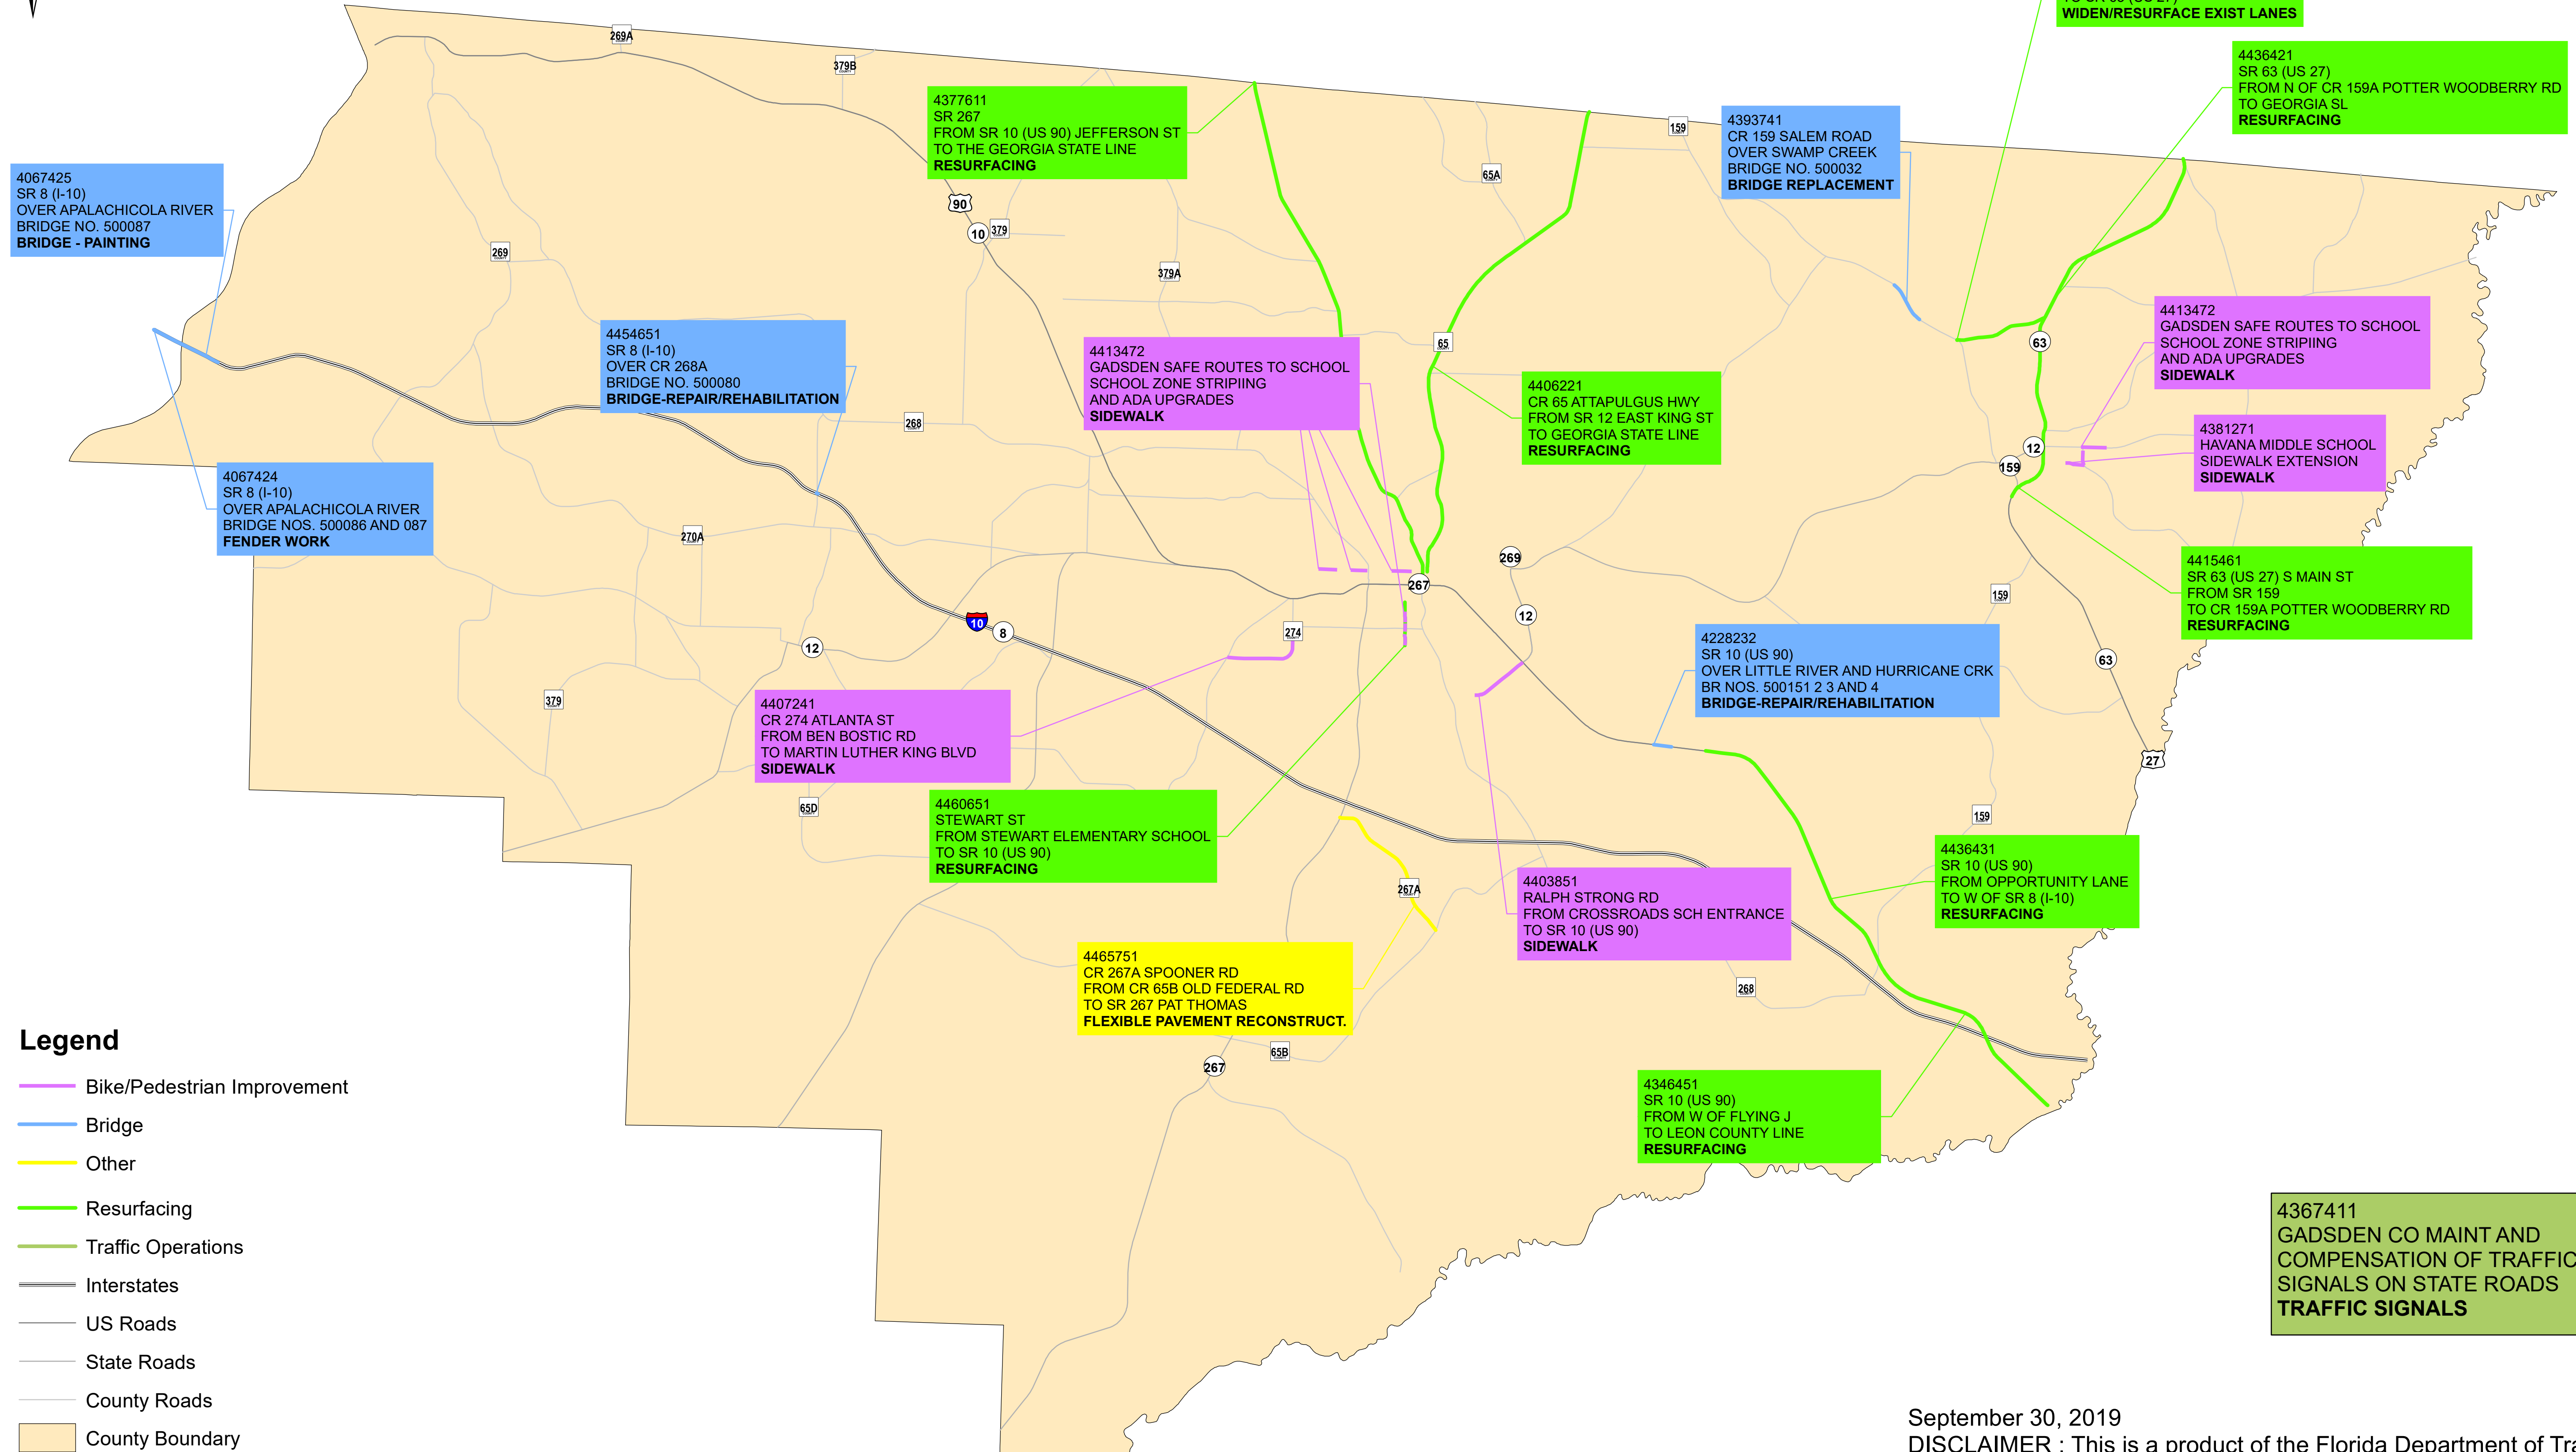 WIDEN/RESURFACE EXIST LANES
4436421
SR 63 (US 27)
FROM N OF CR 159A POTTER WOODBERRY RD
TO GEORGIA SL
RESURFACING
4377611
SR 267
FROM SR 10 (US 90) JEFFERSON ST
TO THE GEORGIA STATE LINE
RESURFACING
4393741
CR 159 SALEM ROAD
OVER SWAMP CREEK
BRIDGE NO. 500032
BRIDGE REPLACEMENT
4067425
SR 8 (I-10)
OVER APALACHICOLA RIVER
BRIDGE NO. 500087
BRIDGE - PAINTING
4454651
SR 8 (I-10)
OVER CR 268A
BRIDGE NO. 500080
BRIDGE-REPAIR/REHABILITATION
4413472
GADSDEN SAFE ROUTES TO SCHOOL
SCHOOL ZONE STRIPIING
AND ADA UPGRADES
SIDEWALK
4406221
CR 65 ATTAPULGUS HWY
FROM SR 12 EAST KING ST
TO GEORGIA STATE LINE
RESURFACING
4413472
GADSDEN SAFE ROUTES TO SCHOOL
SCHOOL ZONE STRIPIING
AND ADA UPGRADES
SIDEWALK
4381271
HAVANA MIDDLE SCHOOL
SIDEWALK EXTENSION
SIDEWALK
4067424
SR 8 (I-10)
OVER APALACHICOLA RIVER
BRIDGE NOS. 500086 AND 087
FENDER WORK
4415461
SR 63 (US 27) S MAIN ST
FROM SR 159
TO CR 159A POTTER WOODBERRY RD
RESURFACING
4228232
SR 10 (US 90)
OVER LITTLE RIVER AND HURRICANE CRK
BR NOS. 500151 2 3 AND 4
BRIDGE-REPAIR/REHABILITATION
4407241
CR 274 ATLANTA ST
FROM BEN BOSTIC RD
TO MARTIN LUTHER KING BLVD
SIDEWALK
4460651
STEWART ST
FROM STEWART ELEMENTARY SCHOOL
TO SR 10 (US 90)
RESURFACING
4403851
RALPH STRONG RD
FROM CROSSROADS SCH ENTRANCE
TO SR 10 (US 90)
SIDEWALK
4436431
SR 10 (US 90)
FROM OPPORTUNITY LANE
TO W OF SR 8 (I-10)
RESURFACING
4465751
CR 267A SPOONER RD
FROM CR 65B OLD FEDERAL RD
TO SR 267 PAT THOMAS
FLEXIBLE PAVEMENT RECONSTRUCT.
4346451
SR 10 (US 90)
FROM W OF FLYING J
TO LEON COUNTY LINE
RESURFACING
269A
379B
159
65A
90
10
379
269
379A
65
63
268
12
159
270A
269
267
12
159
10
8
274
12
63
379
27
65D
159
267A
268
65B
267
Legend
Bike/Pedestrian Improvement
Bridge
Other
Resurfacing
Traffic Operations
Interstates
US Roads
State Roads
County Roads
County Boundary
4367411
GADSDEN CO MAINT AND
COMPENSATION OF TRAFFIC
SIGNALS ON STATE ROADS
TRAFFIC SIGNALS
September 30, 2019
DISCLAIMER : This is a product of the Florida Department of